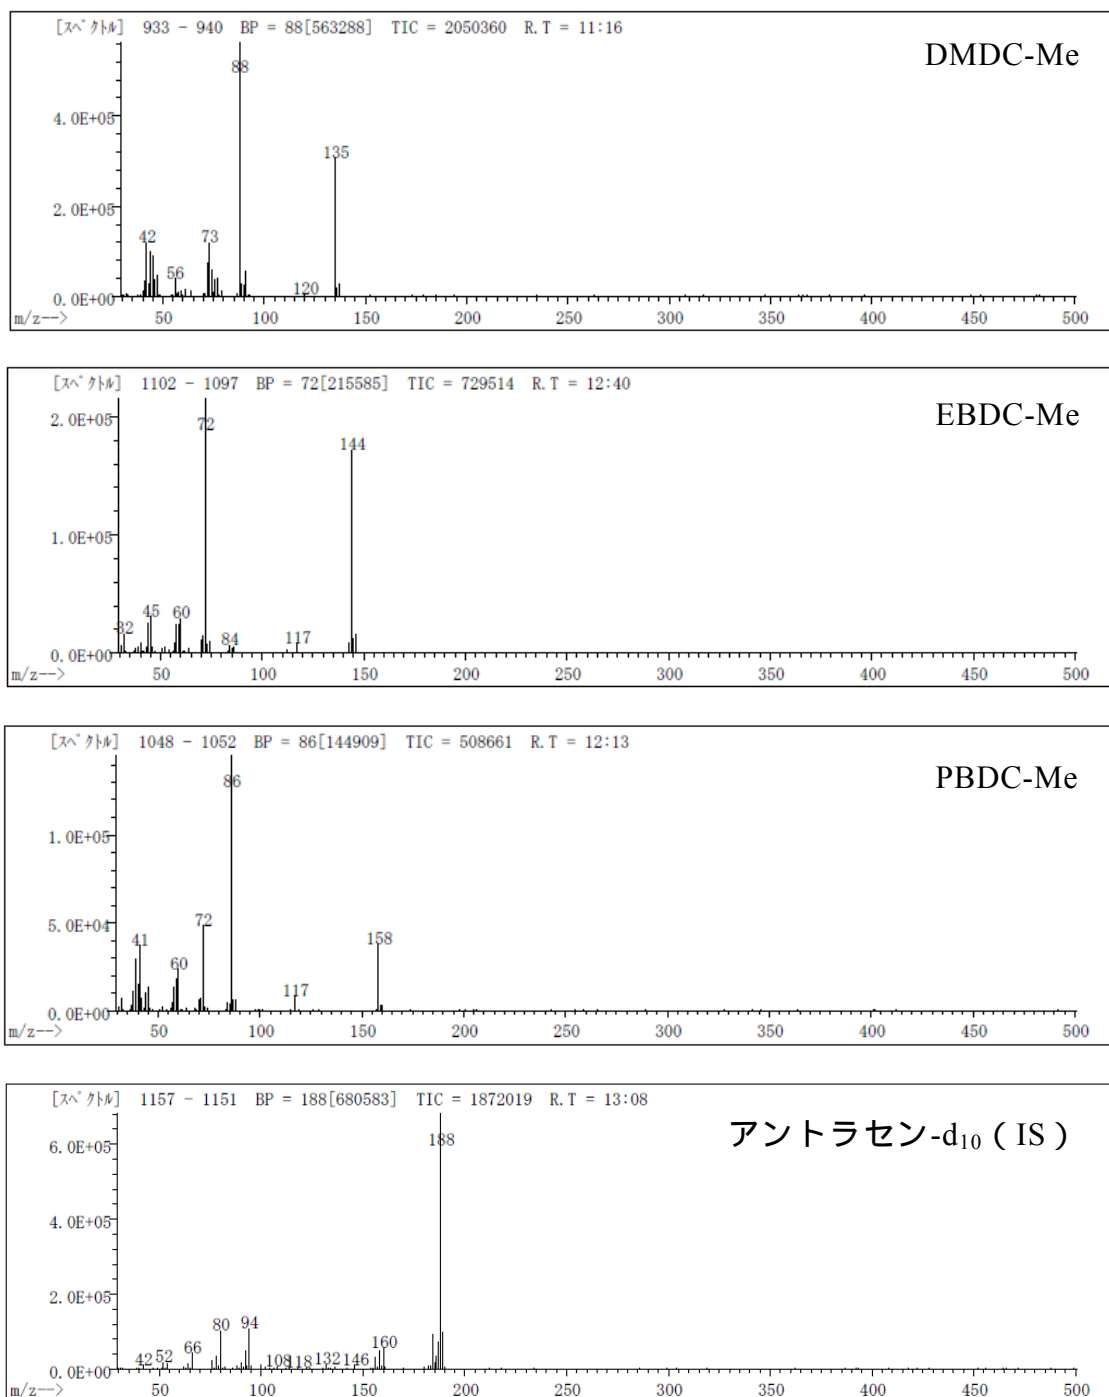 [スペクトル] 933 - 940 BP = 88[563288] TIC = 2050360 R.T = 11:16
DMDC-Me
88
4.0E+05
135
2.0E+05
42
73
56
120
0.0E+00
m/z-->
50 100 150 200 250 300 350 400 450 500
[スペクトル] 1102 - 1097 BP = 72[215585] TIC = 729514 R.T = 12:40
EBDC-Me
2.0E+05
72
144
1.0E+05
45
60
32
84
117
0.0E+00
m/z-->
50 100 150 200 250 300 350 400 450 500
[スペクトル] 1048 - 1052 BP = 86[144909] TIC = 508661 R.T = 12:13
PBDC-Me
86
1.0E+05
5.0E+04
72
41
158
60
117
0.0E+00
m/z-->
50 100 150 200 250 300 350 400 450 500
[スペクトル] 1157 - 1151 BP = 188[680583] TIC = 1872019 R.T = 13:08
アントラセン-d10 ( IS )
6.0E+05
188
4.0E+05
2.0E+05
80
94
66
160
42
52
108
118
132
146
0.0E+00
m/z-->
50 100 150 200 250 300 350 400 450 500